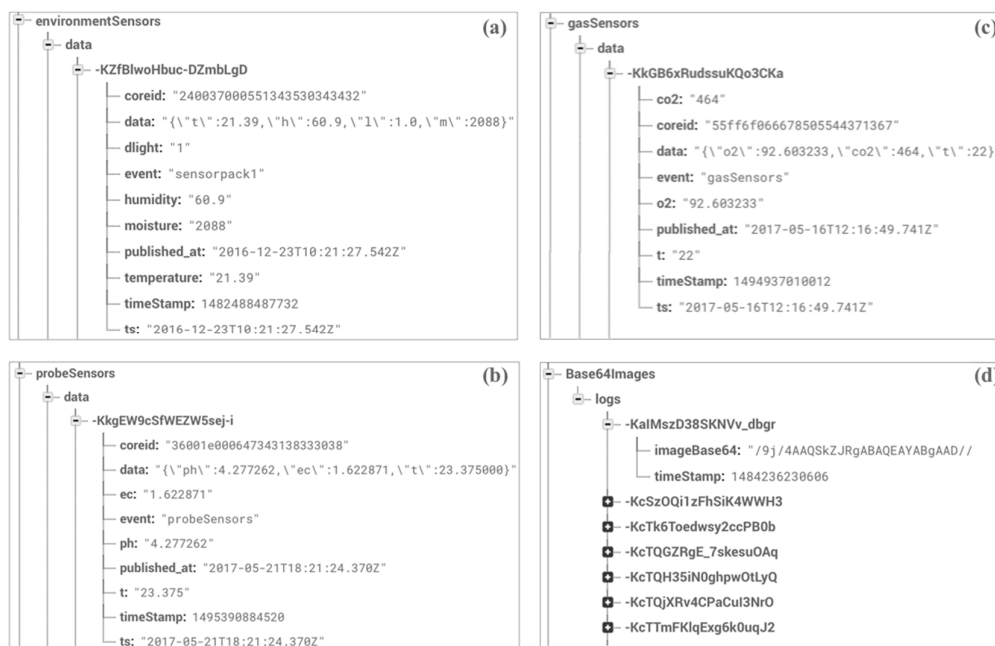 environmentSensors
(a)
data
-KZfBlwoHbuc-DZmbLgD
coreid: "240037000551343530343432"
data: "{\"t\":21.39,\"h\":60.9,\"l\":1.0,\"m\":2088}"
dlight: "1"
event: "sensorpack1"
humidity: "60.9"
moisture: "2088"
published_at: "2016-12-23T10:21:27.542Z"
temperature: "21.39"
timeStamp: 1482488487732
ts: "2016-12-23T10:21:27.542Z"
probeSensors
(b)
data
-KkgEW9cSfWEZW5sej-i
coreid: "36001e000647343138333038"
data: "{\"ph\":4.277262,\"ec\":1.622871,\"t\":23.375000}"
ec: "1.622871"
event: "probeSensors"
ph: "4.277262"
published_at: "2017-05-21T18:21:24.370Z"
t: "23.375"
timeStamp: 1495390884520
ts: "2017-05-21T18:21:24.370Z"
gasSensors
(c)
data
-KkGB6xRudssuKQo3CKa
co2: "464"
coreid: "55ff6f066678505544371367"
data: "{\"o2\":92.603233,\"co2\":464,\"t\":22}
event: "gasSensors"
o2: "92.603233"
published_at: "2017-05-16T12:16:49.741Z"
t: "22"
timeStamp: 1494937010012
ts: "2017-05-16T12:16:49.741Z"
Base64Images
(d)
logs
-KaIMszD38SKNVv_dbgr
imageBase64: "/9j/4AAQSkZJRgABAQEAYABgAAD//
timeStamp: 1484236230606
-KcSzOQi1zFhSiK4WWH3
-KcTk6Toedwsy2ccPB0b
-KcTQGZRgE_7skesuOAq
-KcTQH35iN0ghpwOtLyQ
-KcTQjXRv4CPaCuI3NrO
-KcTTmFKlqExg6k0uqJ2